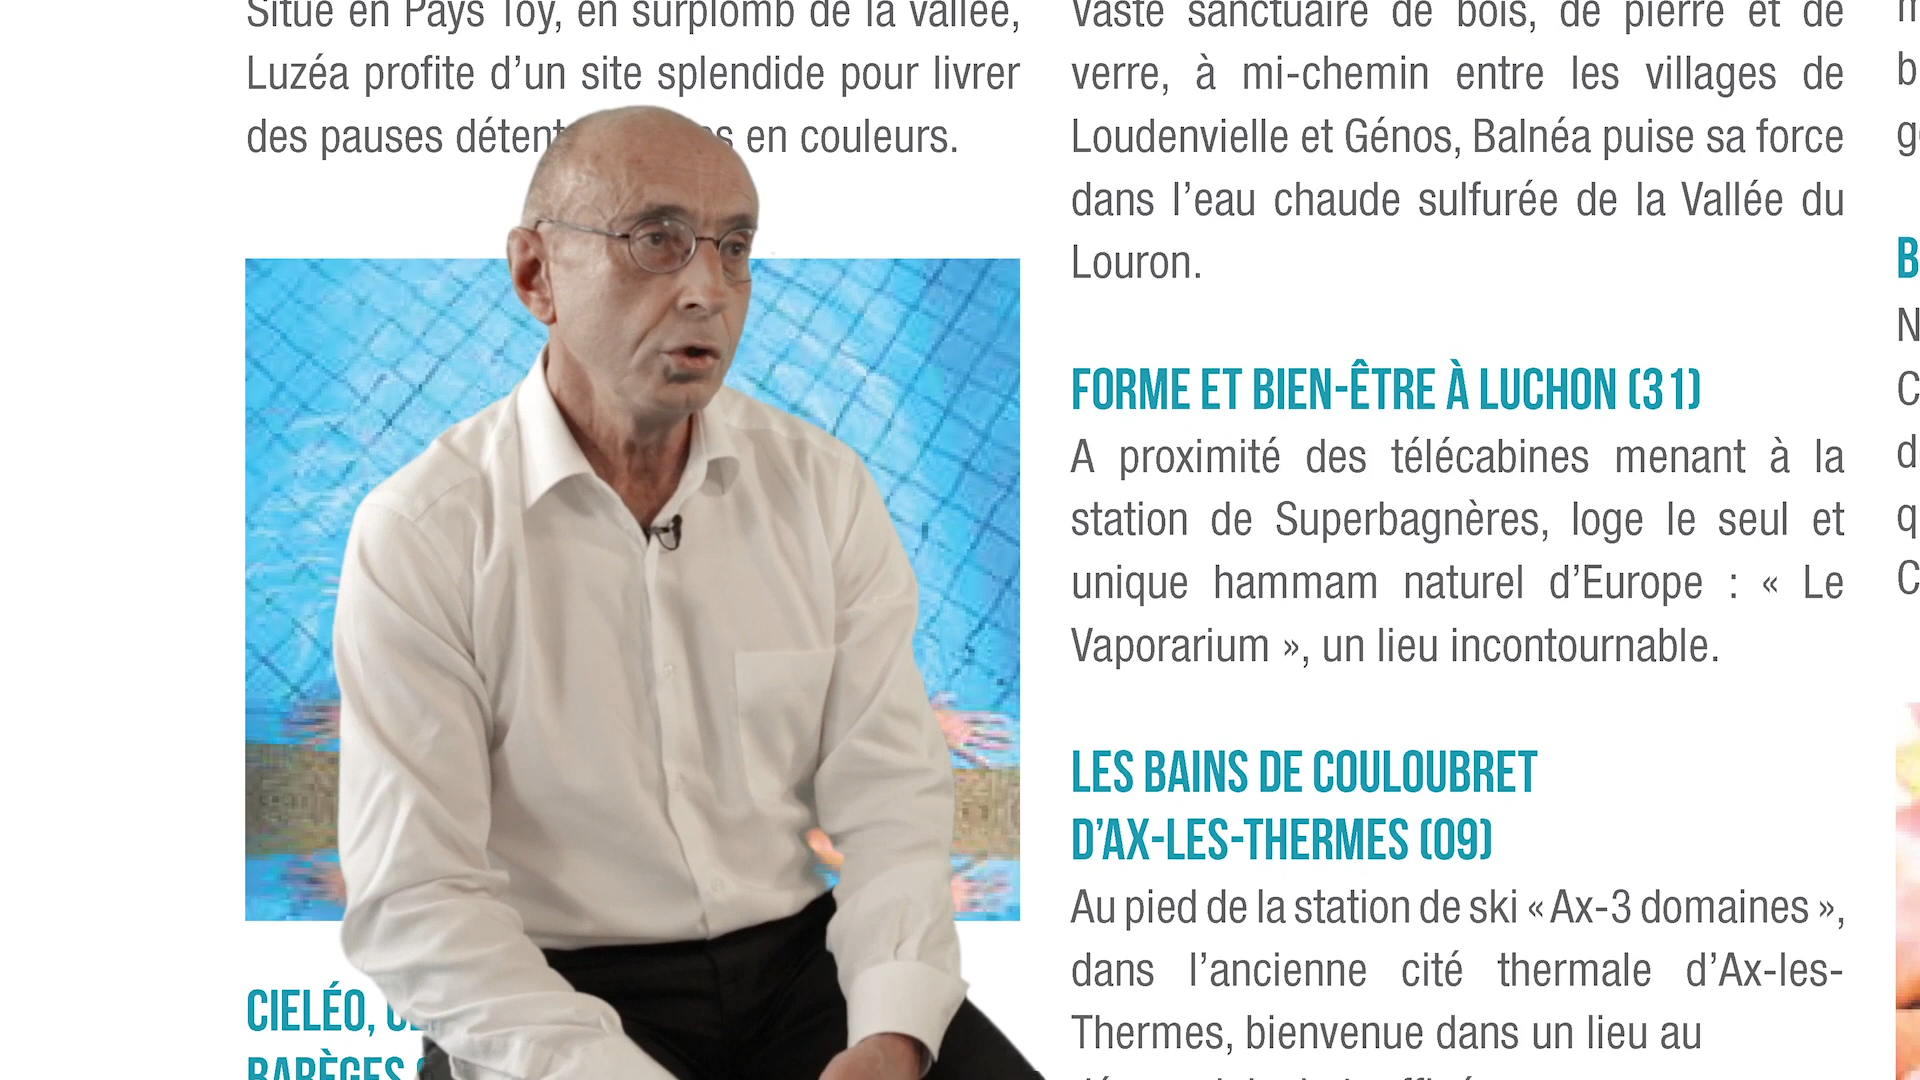 Situé en Pays Toy, en surplomb de la vallée,
Luzéa profite d’un site splendide pour livrer
des pauses en couleurs.
CIELÉO,
BARÈGES
Vaste sanctuaire de bois, de pierre et de
verre, à mi-chemin entre les villages de
Loudenvielle et Génos, Balnéa puise sa force
dans l’eau chaude sulfurée de la Vallée du
Louron.
FORME ET BIEN-ÊTRE À LUCHON (31)
A proximité des télécabines menant à la
station de Superbagnères, loge le seul et
unique hammam naturel d’Europe : « Le
Vaporarium », un lieu incontournable.
LES BAINS DE COULOUBRET
D’AX-LES-THERMES (09)
Au pied de la station de ski « Ax-3 domaines »,
dans l’ancienne cité thermale d’Ax-les-
Thermes, bienvenue dans un lieu au